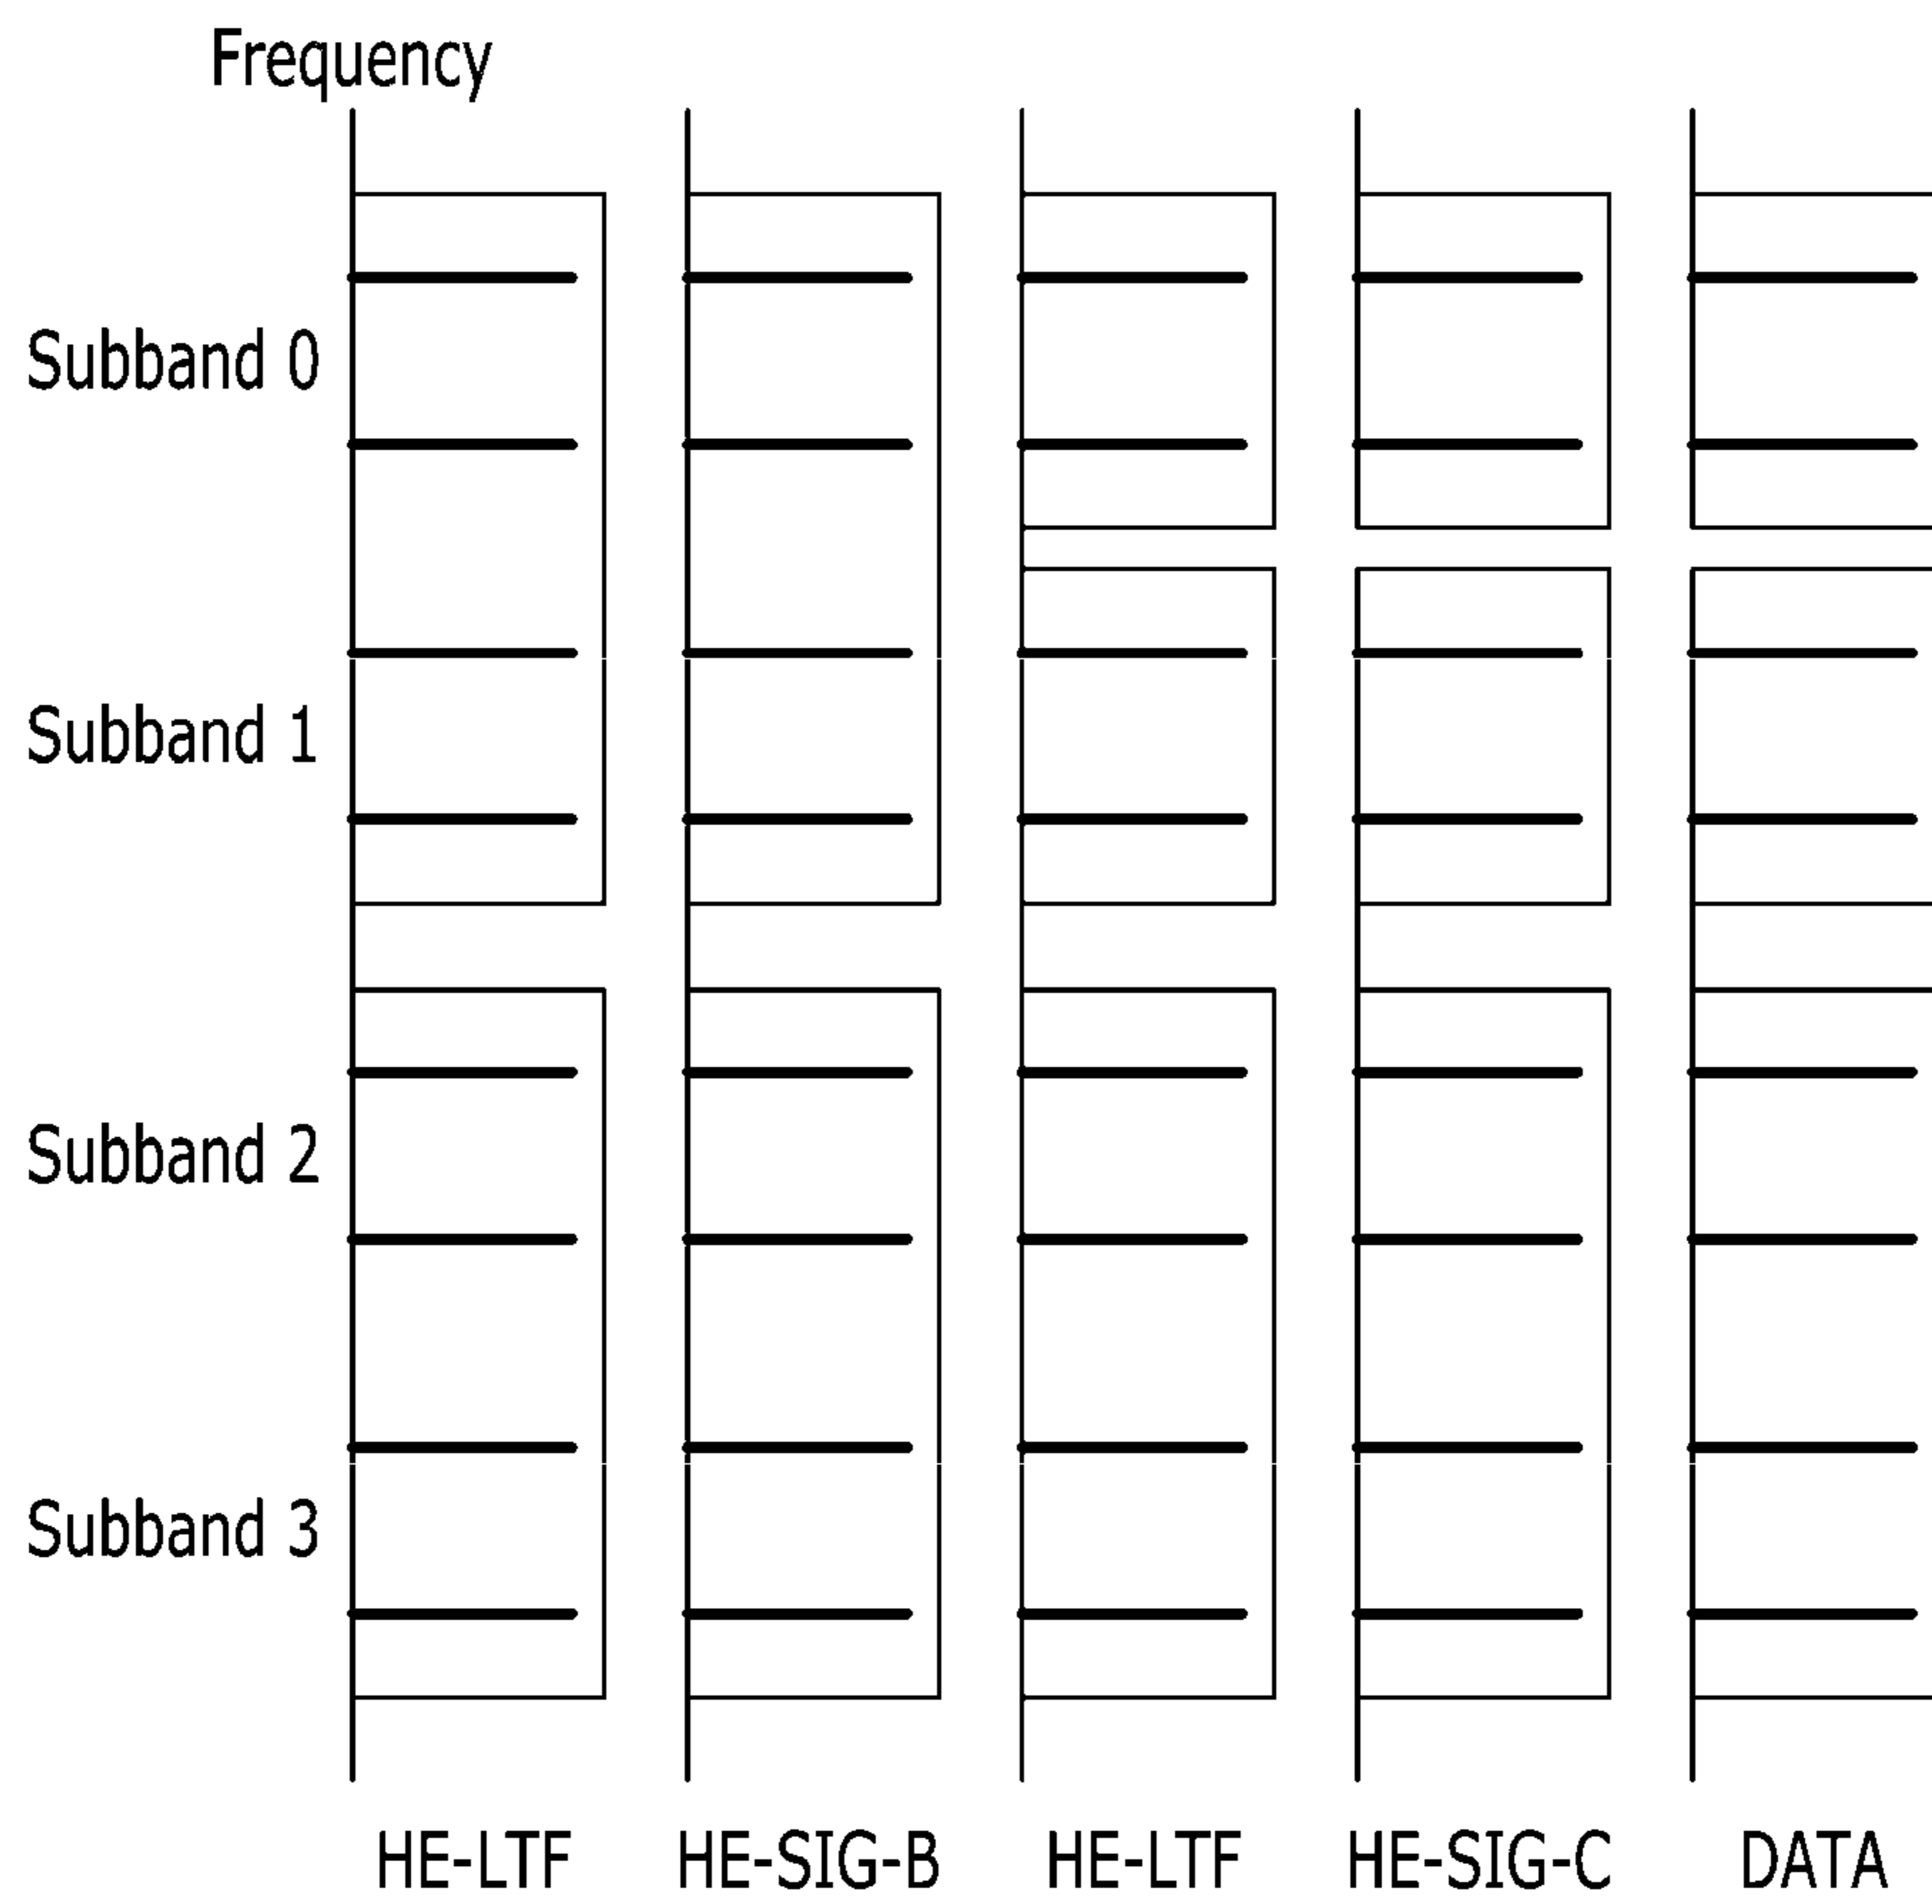 Frequency
Subband 0
Subband 1
Subband 2
Subband 3
HE-LTF HE-SIG-B HE-LTF HE-SIG-C DATA